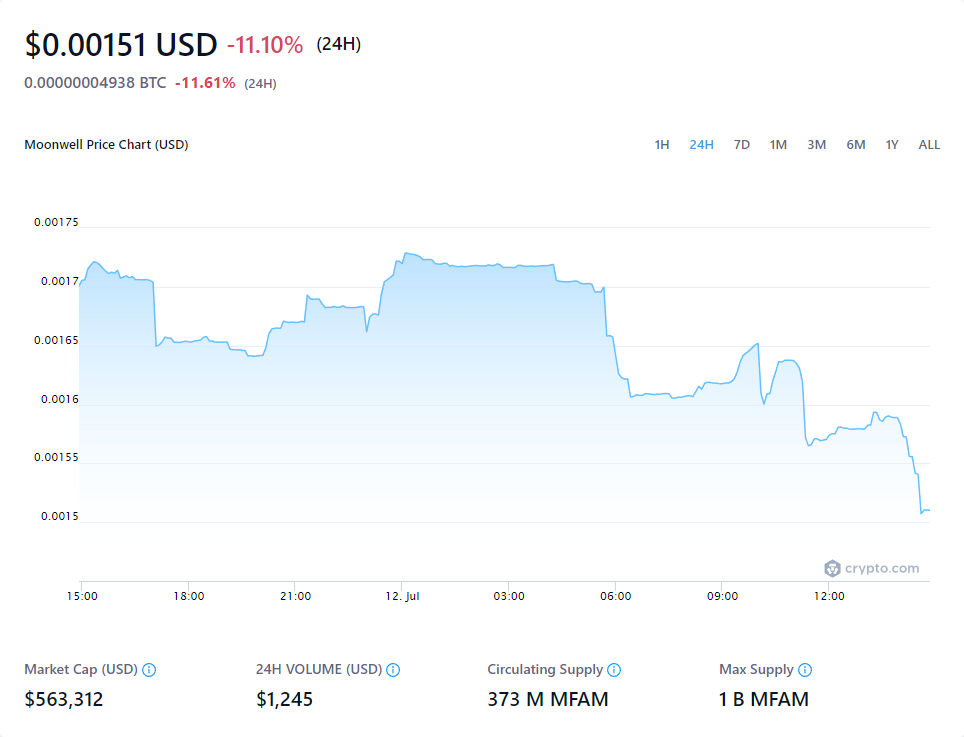 $0.00151 USD -11.10% (24H)
0.00000004938 BTC -11.61% (24H)
Moonwell Price Chart (USD) 1H 24H 7D 1M 3M 6M 1Y ALL
0.00175
0.0017
0.00165
0.0016
0.00155
0.0015
crypto.com
15:00 18:00 21:00 12. Jul 03:00 06:00 09:00 12:00
Market Cap (USD) 24H VOLUME (USD) Circulating Supply Max Supply
$563,312 $1,245 373 M MFAM 1 B MFAM